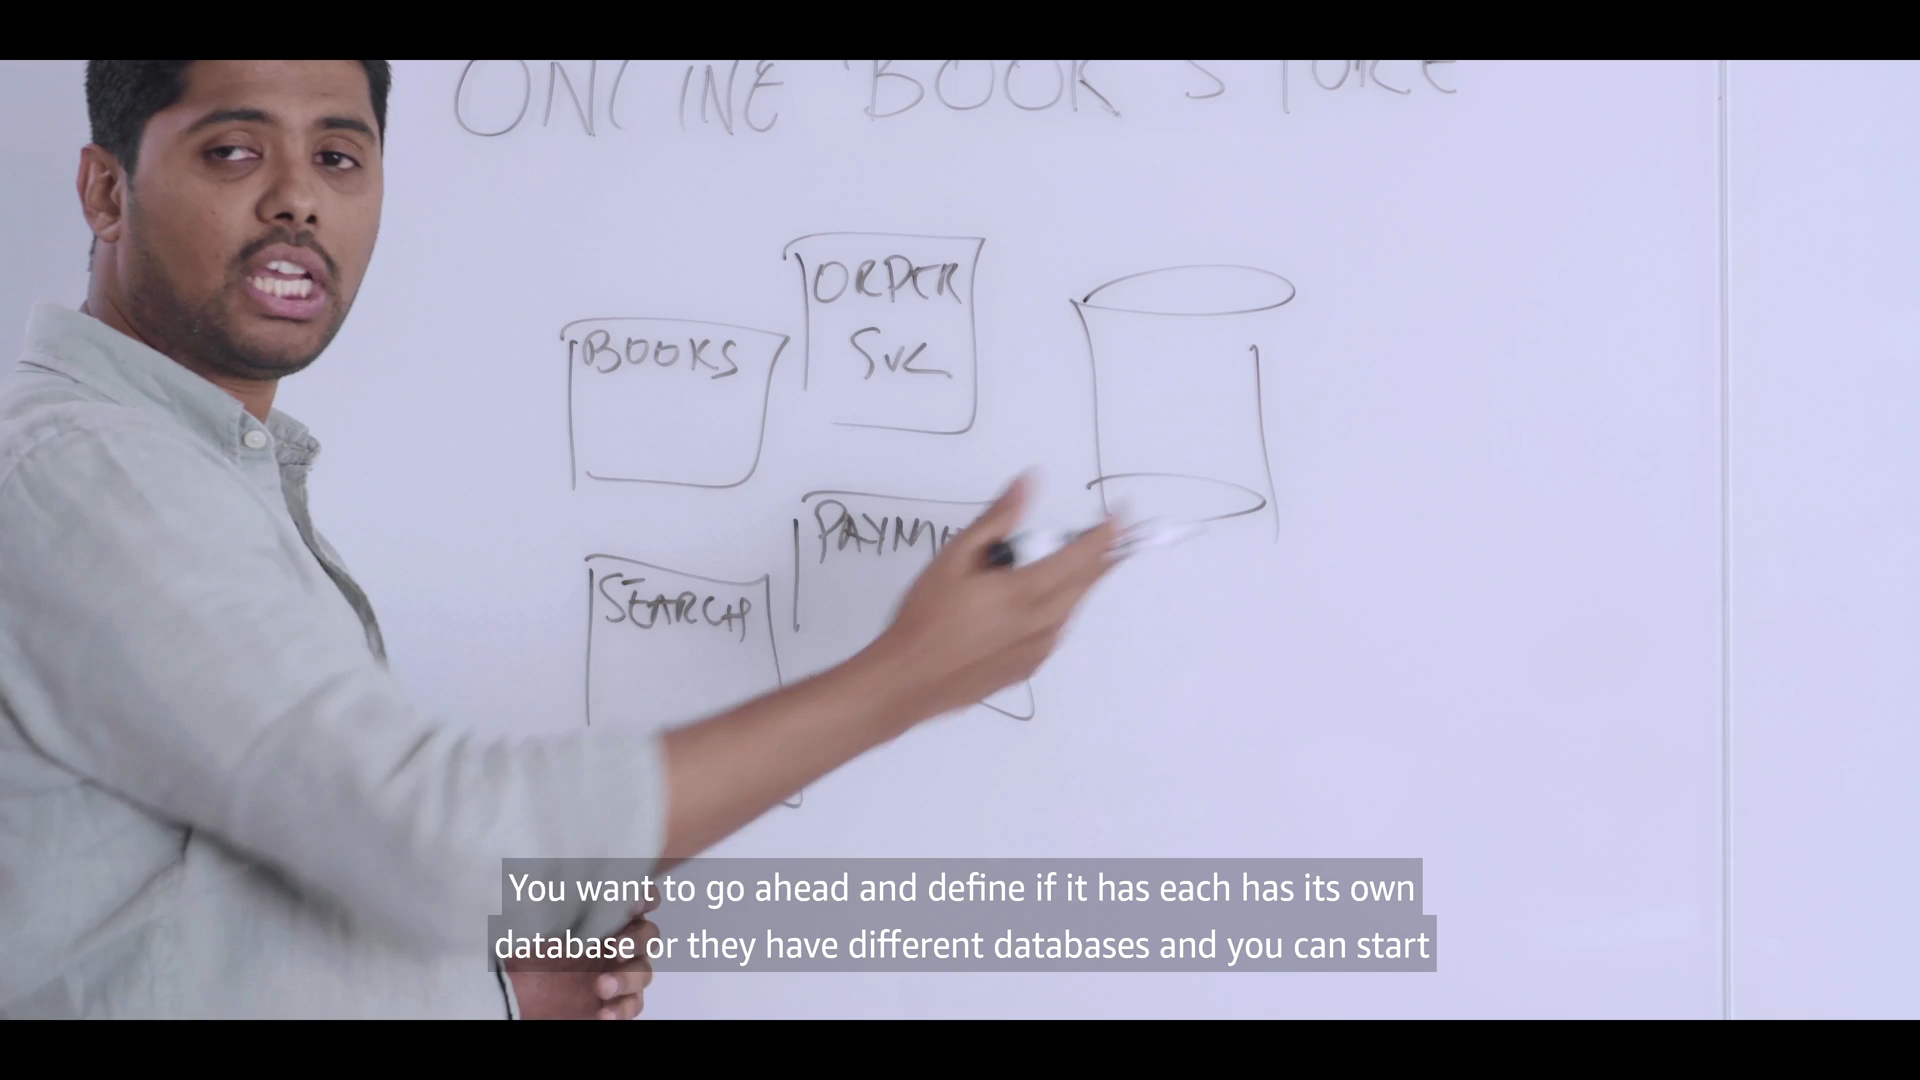 ONLINE BOOK STORE
ORDER
SVC
BOOKS
SEARCH
You want to go ahead and define if it has each has its own
database or they have different databases and you can start